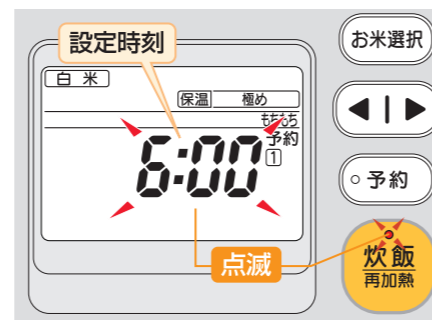 設定時刻
お米選択
白米
保温 極め
もちもち
予約
6:00 1
○予約
点滅
炊飯
再加熱